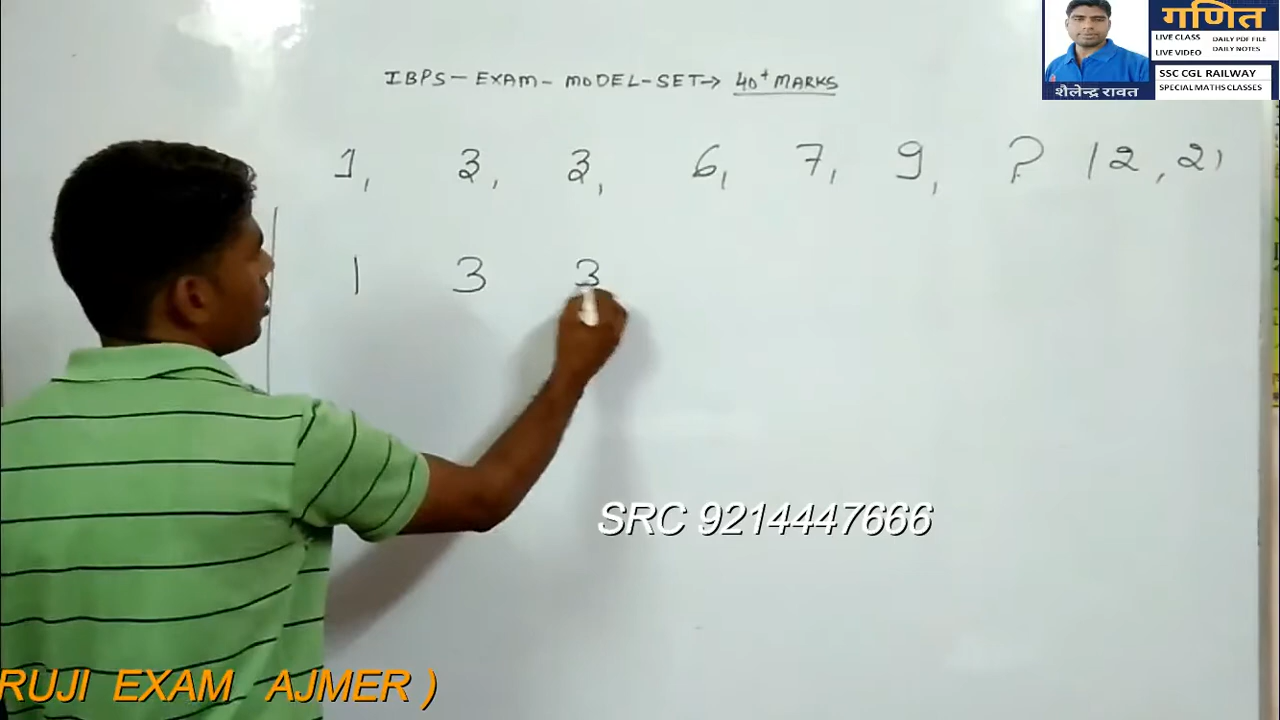 गणित
LIVE CLASS DAILY PDF FILE
LIVE VIDEO DAILY NOTES
SSC CGL RAILWAY
SPECIAL MATHS CLASSES
शैलेन्द्र रावत
IBPS - EXAM - MODEL - SET → 40+ MARKS
1, 3, 3, 6, 7, 9, ? 12, 21
1 3 3
SRC 9214447666
RUJI EXAM AJMER )